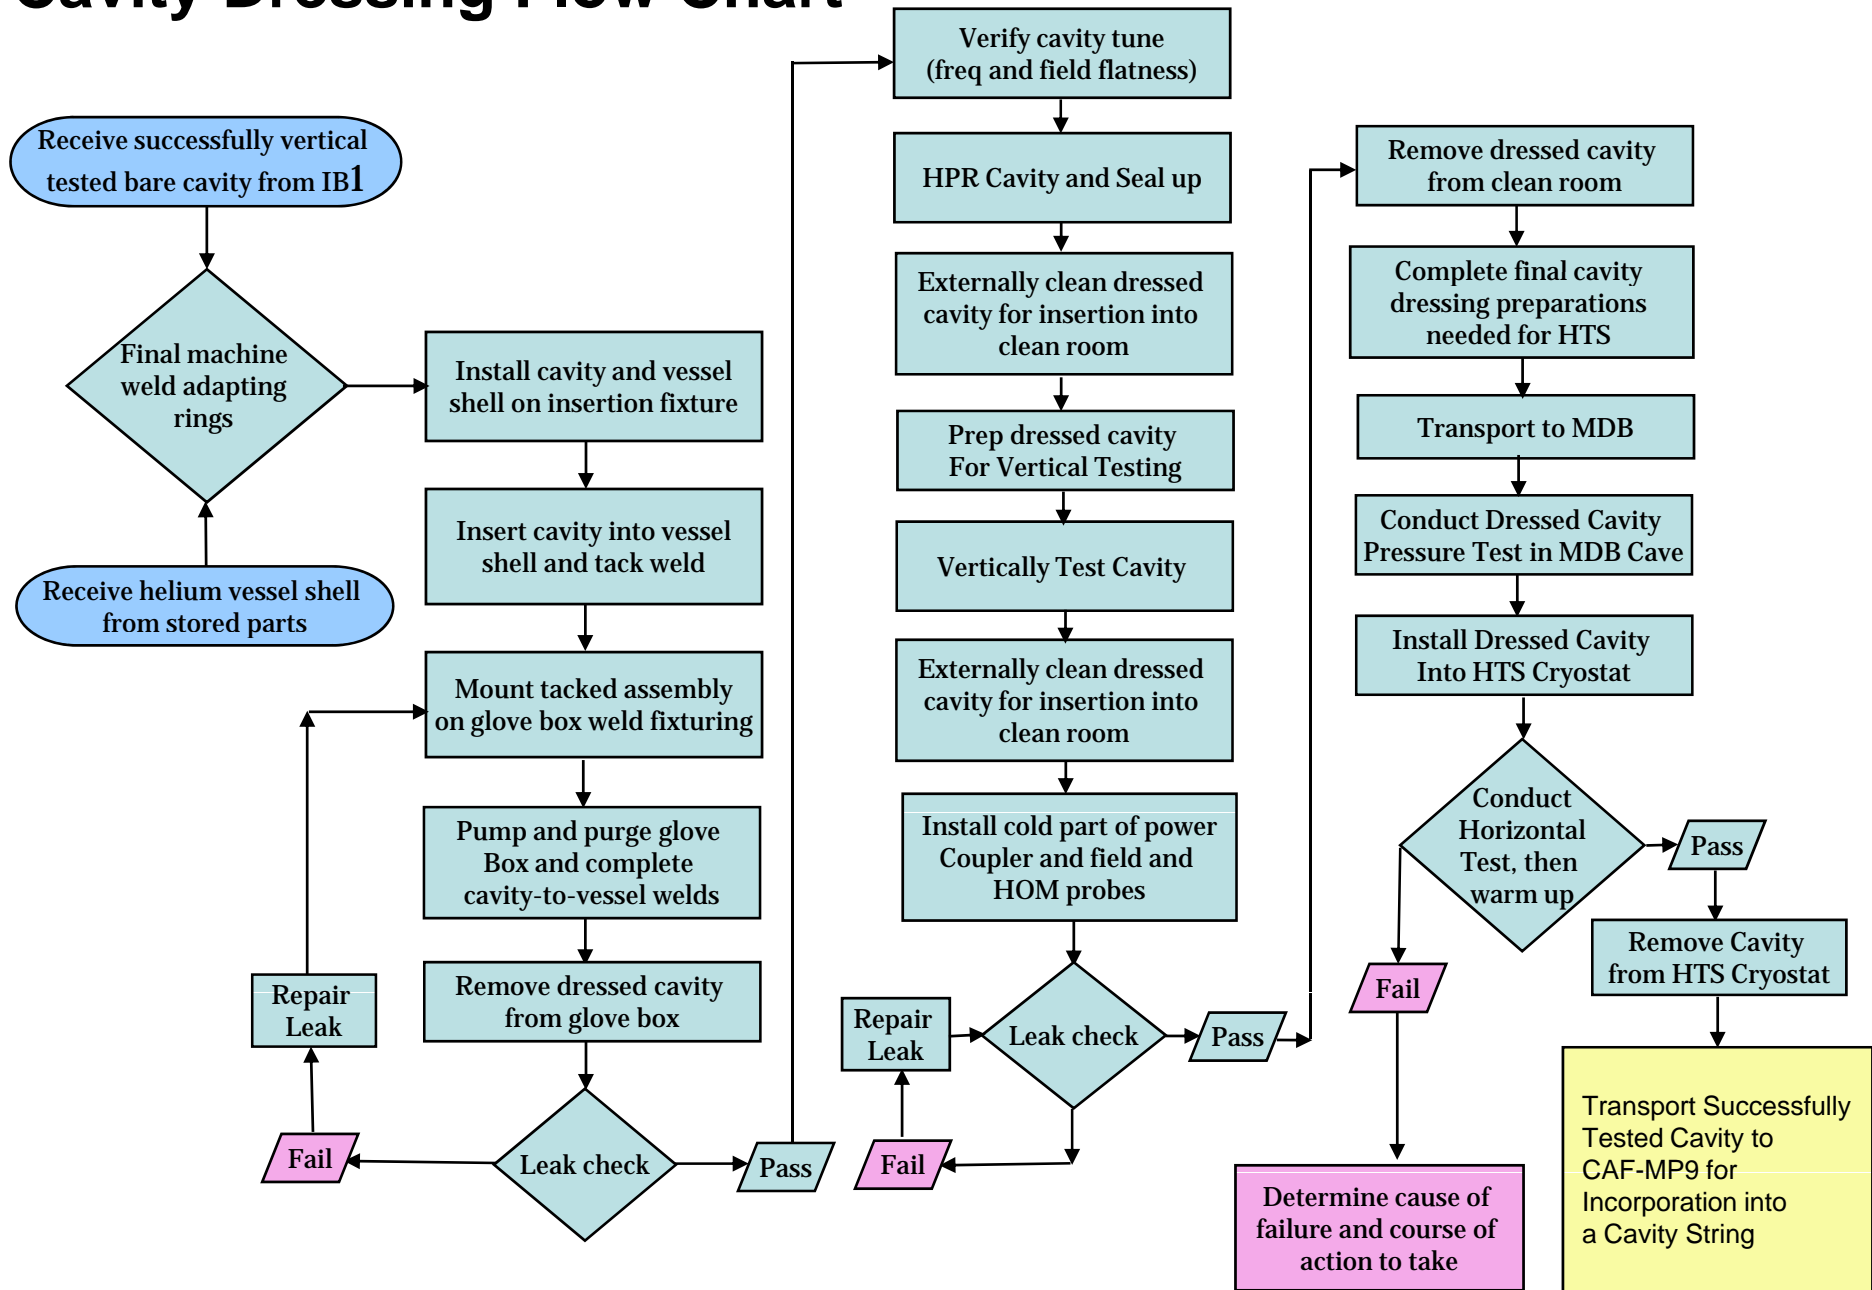 Cavity Dressing Flow Chart
Receive successfully vertical
tested bare cavity from IB1
Final machine
weld adapting
rings
Receive helium vessel shell
from stored parts
Install cavity and vessel
shell on insertion fixture
Insert cavity into vessel
shell and tack weld
Mount tacked assembly
on glove box weld fixturing
Pump and purge glove
Box and complete
cavity-to-vessel welds
Remove dressed cavity
from glove box
Leak check
Fail
Repair
Leak
Pass
Verify cavity tune
(freq and field flatness)
HPR Cavity and Seal up
Externally clean dressed
cavity for insertion into
clean room
Prep dressed cavity
For Vertical Testing
Vertically Test Cavity
Externally clean dressed
cavity for insertion into
clean room
Install cold part of power
Coupler and field and
HOM probes
Leak check
Fail
Repair
Leak
Pass
Remove dressed cavity
from clean room
Complete final cavity
dressing preparations
needed for HTS
Transport to MDB
Conduct Dressed Cavity
Pressure Test in MDB Cave
Install Dressed Cavity
Into HTS Cryostat
Conduct
Horizontal
Test, then
warm up
Fail
Determine cause of
failure and course of
action to take
Pass
Remove Cavity
from HTS Cryostat
Transport Successfully
Tested Cavity to
CAF-MP9 for
Incorporation into
a Cavity String